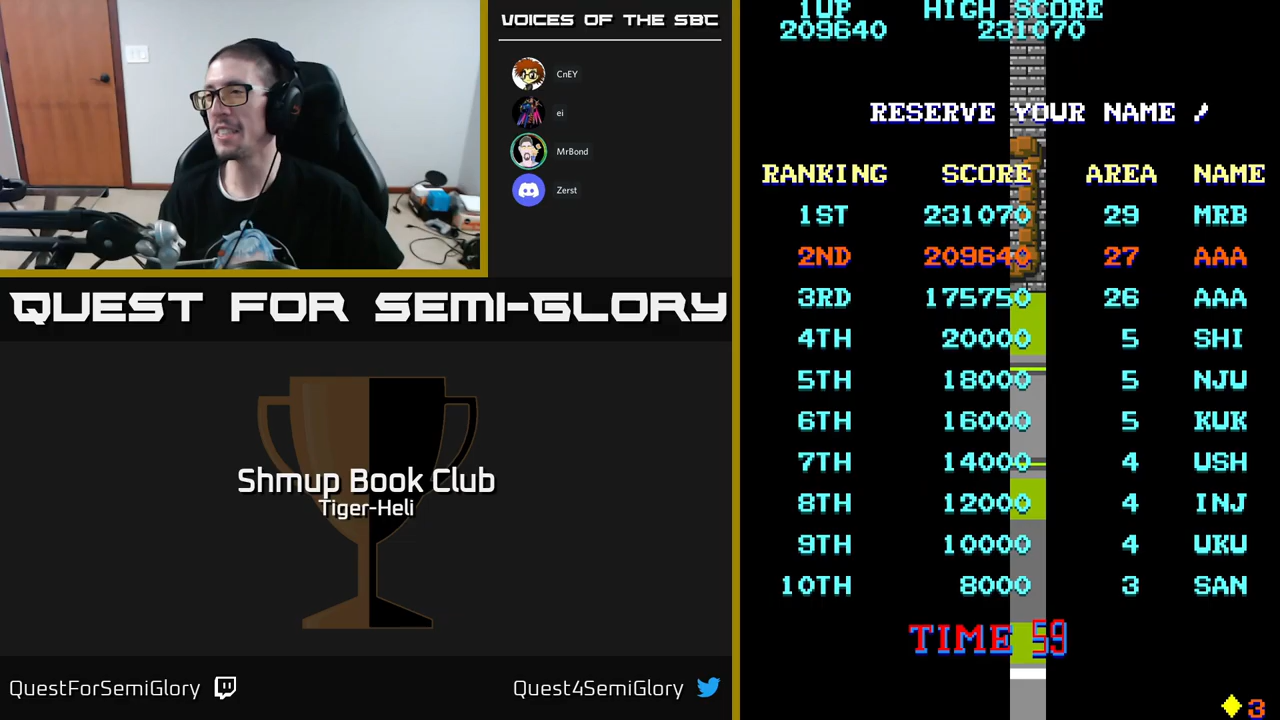 VOICES OF THE SBC
CnEY
ei
MrBond
Zerst
QUEST FOR SEMI-GLORY
Shmup Book Club
Tiger-Heli
QuestForSemiGlory
Quest4SemiGlory
1UP HIGH SCORE
209640 231070
RESERVE YOUR NAME !
RANKING SCORE AREA NAME
1ST 231070 29 MRB
2ND 209640 27 AAA
3RD 175750 26 AAA
4TH 20000 5 SHI
5TH 18000 5 NJU
6TH 16000 5 KUK
7TH 14000 4 USH
8TH 12000 4 INJ
9TH 10000 4 UKU
10TH 8000 3 SAN
TIME 59
3